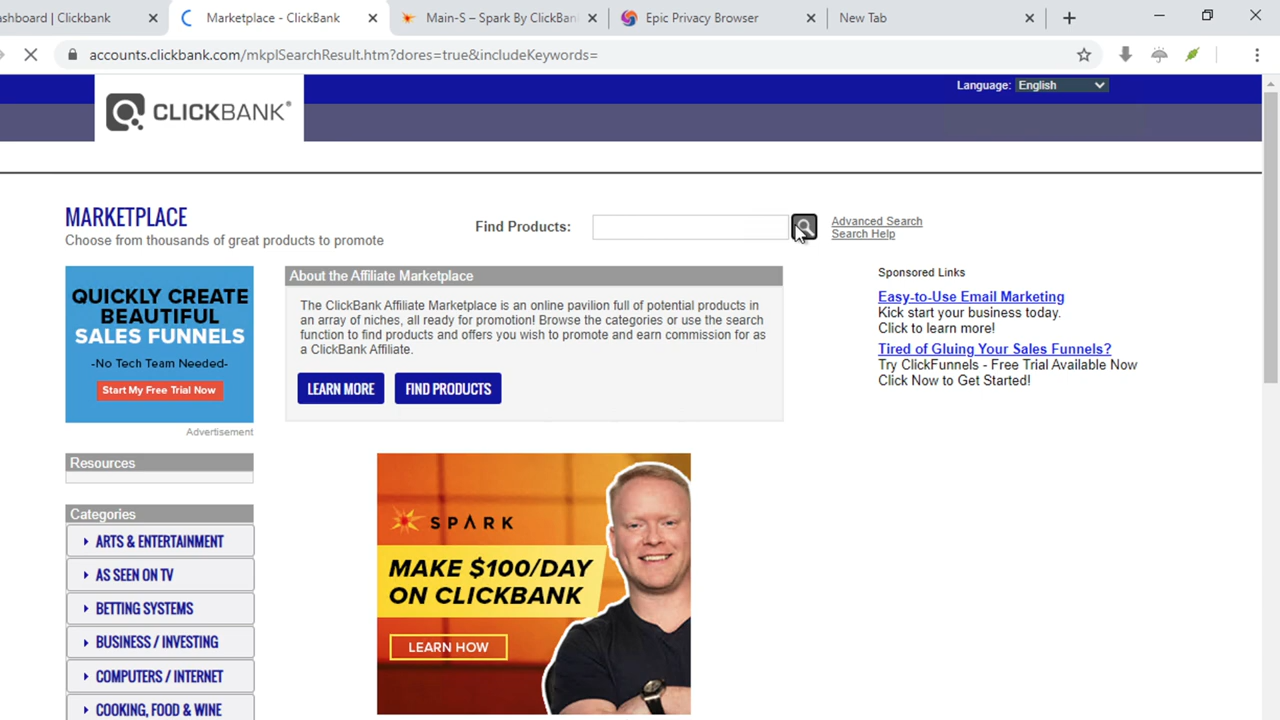 ashboard | Clickbank
Marketplace - ClickBank
Main-S – Spark By ClickBan
Epic Privacy Browser
New Tab
accounts.clickbank.com/mkplSearchResult.htm?dores=true&includeKeywords=
Language: English
CLICKBANK®
MARKETPLACE
Choose from thousands of great products to promote
Find Products:
Advanced Search
Search Help
QUICKLY CREATE
BEAUTIFUL
SALES FUNNELS
-No Tech Team Needed-
Start My Free Trial Now
Advertisement
About the Affiliate Marketplace
The ClickBank Affiliate Marketplace is an online pavilion full of potential products in
an array of niches, all ready for promotion! Browse the categories or use the search
function to find products and offers you wish to promote and earn commission for as
a ClickBank Affiliate.
LEARN MORE
FIND PRODUCTS
Sponsored Links
Easy-to-Use Email Marketing
Kick start your business today.
Click to learn more!
Tired of Gluing Your Sales Funnels?
Try ClickFunnels - Free Trial Available Now
Click Now to Get Started!
Resources
Categories
ARTS & ENTERTAINMENT
AS SEEN ON TV
BETTING SYSTEMS
BUSINESS / INVESTING
COMPUTERS / INTERNET
COOKING, FOOD & WINE
SPARK
MAKE $100/DAY
ON CLICKBANK
LEARN HOW